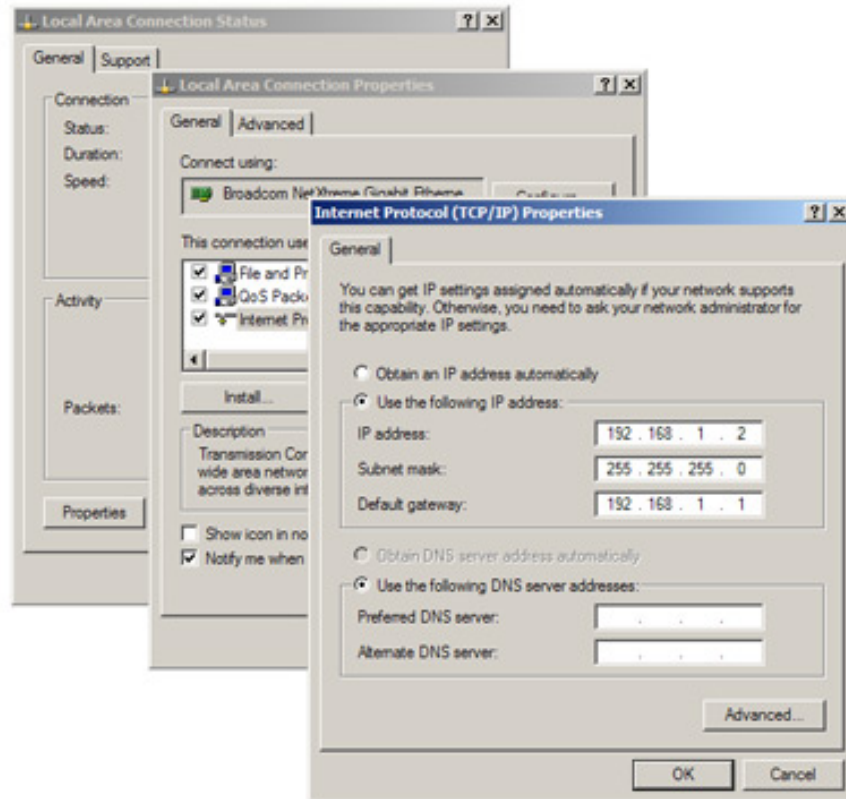 Local Area Connection Status
General
Support
Connection
Status:
Duration:
Speed:
Activity
Packets:
Properties
Local Area Connection Properties
General
Advanced
Connect using:
Broadcom NetXtreme Gigabit Etherne
Configure...
This connection use
File and Pr
QoS Pack
Internet Pr
Install...
Description
Transmission Cor
wide area networ
across diverse int
Show icon in no
Notify me when
Internet Protocol (TCP/IP) Properties
General
You can get IP settings assigned automatically if your network supports
this capability. Otherwise, you need to ask your network administrator for
the appropriate IP settings.
Obtain an IP address automatically
Use the following IP address:
IP address: 192 . 168 . 1 . 2
Subnet mask: 255 . 255 . 255 . 0
Default gateway: 192 . 168 . 1 . 1
Obtain DNS server address automatically
Use the following DNS server addresses:
Preferred DNS server: . . .
Alternate DNS server: . . .
Advanced...
OK
Cancel